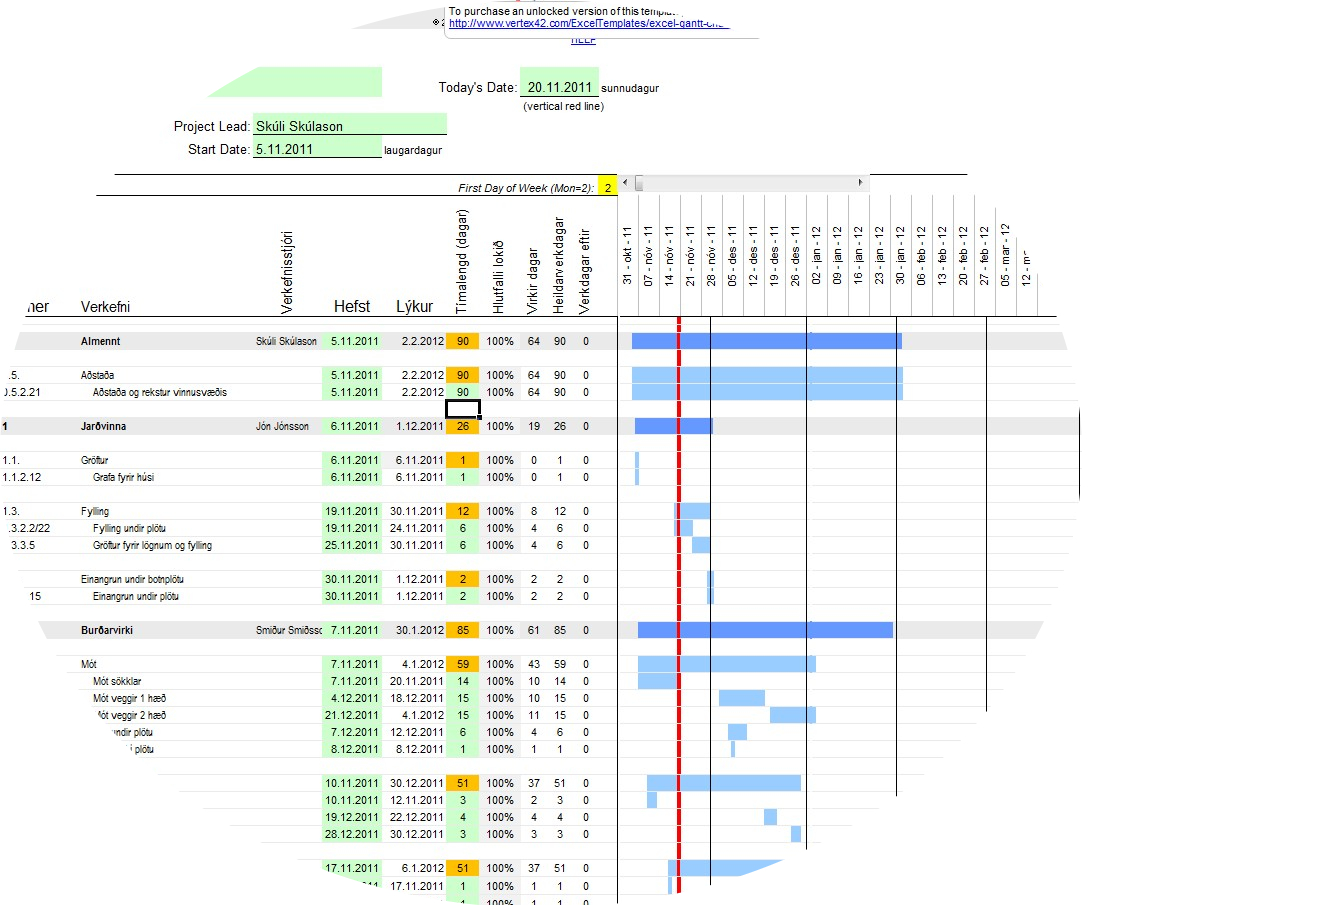 To purchase an unlocked version of this
© 2
http://www.vertex42.com/ExcelTemplates/excel-gantt-
HELP
Today's Date: 20.11.2011 sunnudagur
(vertical red line)
Project Lead: Skúli Skúlason
Start Date: 5.11.2011 laugardagur
First Day of Week (Mon=2): 2
Verkefni Verkefnisstjóri Hefst Lýkur Tímalengd (dagar) Hlutfalli lokið Virkir dagar Heildarverkdagar Verkdagar eftir 31 - okt - 11 07 - nóv - 11 14 - nóv - 11 21 - nóv - 11 28 - nóv - 11 05 - des - 11 12 - des - 11 19 - des - 11 26 - des - 11 02 - jan - 12 09 - jan - 12 16 - jan - 12 23 - jan - 12 30 - jan - 12 06 - feb - 12 13 - feb - 12 20 - feb - 12 27 - feb - 12 05 - mar - 12 12 -
Almennt Skúli Skúlason 5.11.2011 2.2.2012 90 100% 64 90 0
.5. Aðstaða 5.11.2011 2.2.2012 90 100% 64 90 0
.5.2.21 Aðstaða og rekstur vinnusvæðis 5.11.2011 2.2.2012 90 100% 64 90 0
1 Jarðvinna Jón Jónsson 6.11.2011 1.12.2011 26 100% 19 26 0
1.1. Gröftur 6.11.2011 6.11.2011 1 100% 0 1 0
1.1.2.12 Grafa fyrir húsi 6.11.2011 6.11.2011 1 100% 0 1 0
1.3. Fylling 19.11.2011 30.11.2011 12 100% 8 12 0
.3.2.2/22 Fylling undir plötu 19.11.2011 24.11.2011 6 100% 4 6 0
3.3.5 Gröftur fyrir lögnum og fylling 25.11.2011 30.11.2011 6 100% 4 6 0
Einangrun undir botnplötu 30.11.2011 1.12.2011 2 100% 2 2 0
15 Einangrun undir plötu 30.11.2011 1.12.2011 2 100% 2 2 0
Burðarvirki Smiður Smiðsso 7.11.2011 30.1.2012 85 100% 61 85 0
Mót 7.11.2011 4.1.2012 59 100% 43 59 0
Mót sökklar 7.11.2011 20.11.2011 14 100% 10 14 0
Mót veggir 1 hæð 4.12.2011 18.12.2011 15 100% 10 15 0
Mót veggir 2 hæð 21.12.2011 4.1.2012 15 100% 11 15 0
undir plötu 7.12.2011 12.12.2011 6 100% 4 6 0
plötu 8.12.2011 8.12.2011 1 100% 1 1 0
10.11.2011 30.12.2011 51 100% 37 51 0
10.11.2011 12.11.2011 3 100% 2 3 0
19.12.2011 22.12.2011 4 100% 4 4 0
28.12.2011 30.12.2011 3 100% 3 3 0
17.11.2011 6.1.2012 51 100% 37 51 0
17.11.2011 1 100% 1 1 0